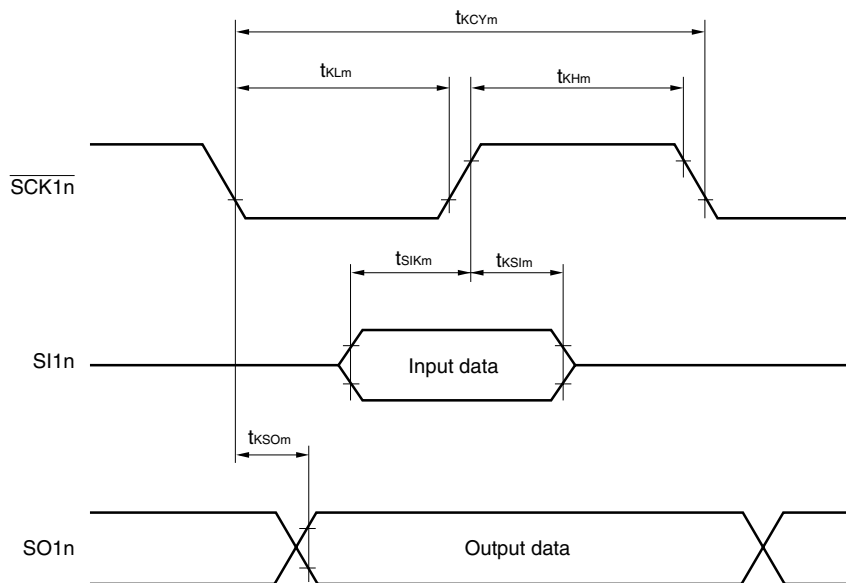 tKCYm
tKLm
tKHm
SCK1n
tSIKm
tKSIm
SI1n
Input data
tKSOm
SO1n
Output data